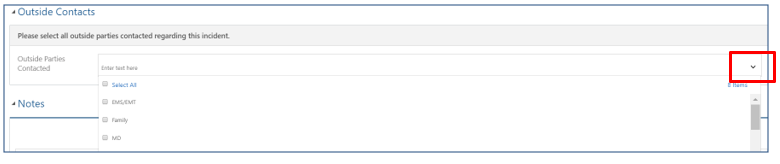 Outside Contacts
Please select all outside parties contacted regarding this incident.
Outside Parties
Contacted
Enter text here
Select All
8 items
EMS/EMT
Family
Notes
MD